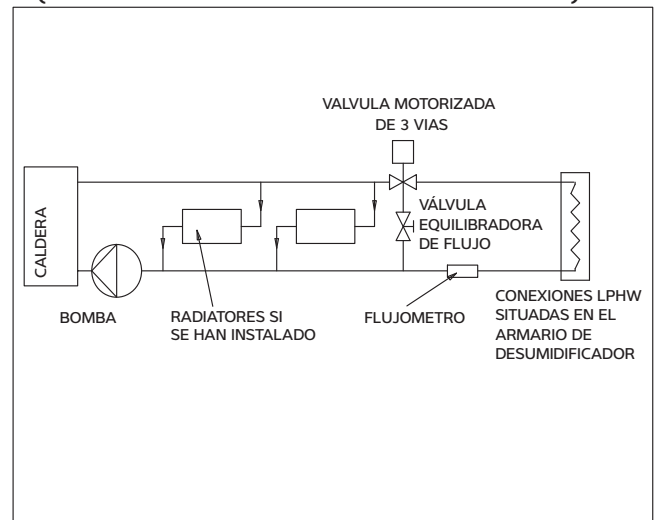 VALVULA MOTORIZADA
DE 3 VIAS
CALDERA
VÁLVULA
EQUILIBRADORA
DE FLUJO
BOMBA
RADIATORES SI
SE HAN INSTALADO
FLUJOMETRO
CONEXIONES LPHW
SITUADAS EN EL
ARMARIO DE
DESUMIDIFICADOR